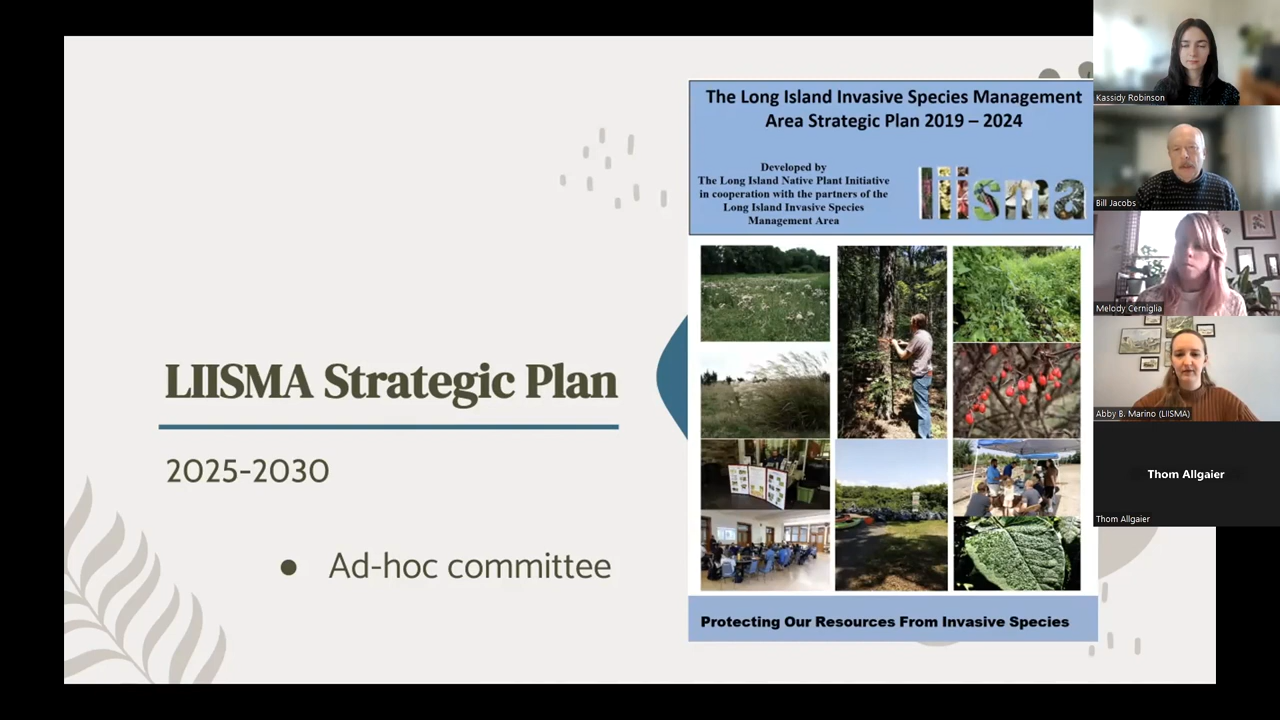 LIISMA Strategic Plan
2025-2030
● Ad-hoc committee
The Long Island Invasive Species Management
Area Strategic Plan 2019 – 2024
Developed by
The Long Island Native Plant Initiative
in cooperation with the partners of the
Long Island Invasive Species
Management Area
liisma
Protecting Our Resources From Invasive Species
Kassidy Robinson
Bill Jacobs
Melody Cerniglia
Abby B. Marino (LIISMA)
Thom Allgaier
Thom Allgaier